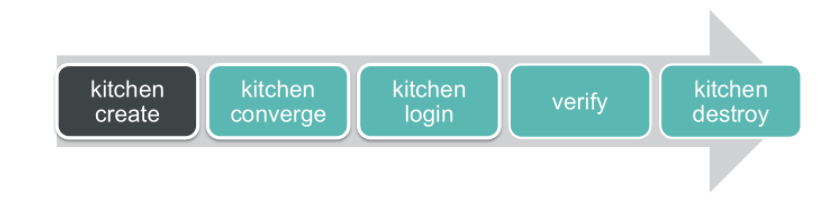 kitchen
create
kitchen
converge
kitchen
login
verify
kitchen
destroy